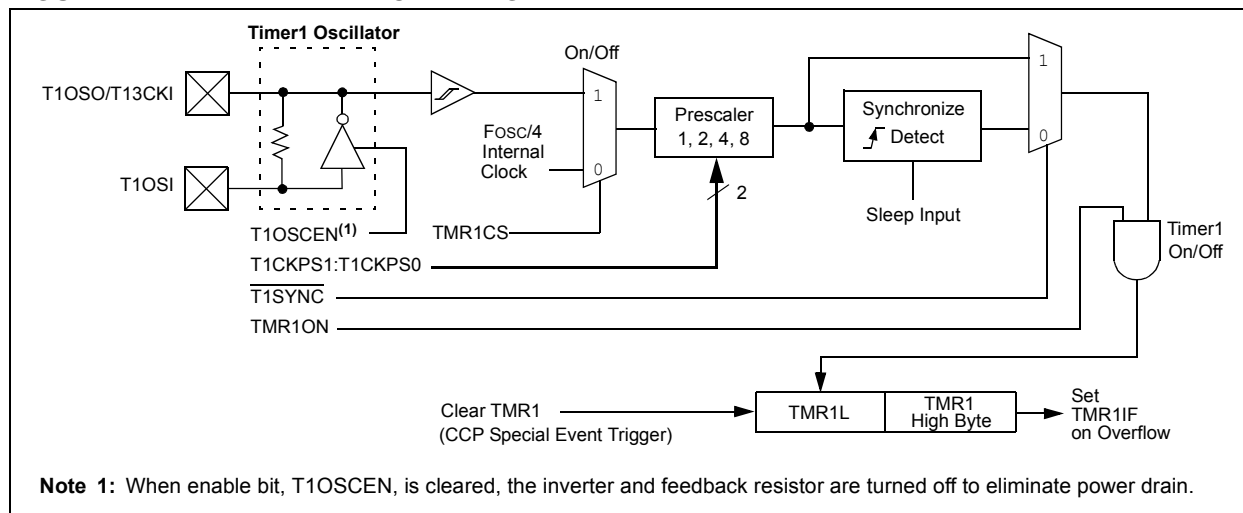 Timer1 Oscillator
On/Off
T1OSO/T13CKI
1
FOSC/4
Internal
Clock
0
Prescaler
1, 2, 4, 8
Synchronize
Detect
1
0
T1OSI
2
Sleep Input
T1OSCEN(1)
TMR1CS
Timer1
On/Off
T1CKPS1:T1CKPS0
T1SYNC
TMR1ON
Clear TMR1
(CCP Special Event Trigger)
TMR1L
TMR1
High Byte
Set
TMR1IF
on Overflow
Note 1: When enable bit, T1OSCEN, is cleared, the inverter and feedback resistor are turned off to eliminate power drain.